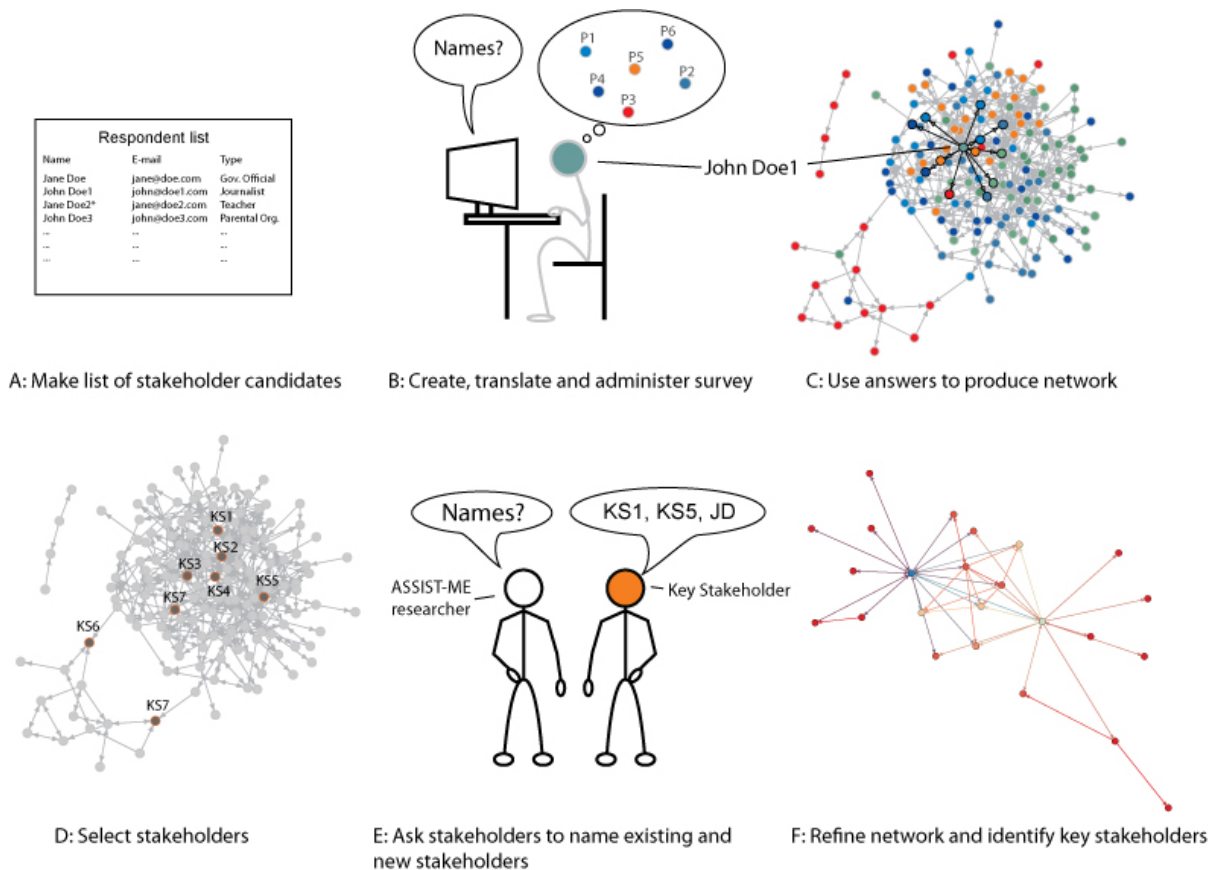 Respondent list
Name E-mail Type
Jane Doe jane@doe.com Gov. Official
John Doe1 john@doe1.com Journalist
Jane Doe2* jane@doe2.com Teacher
John Doe3 john@doe3.com Parental Org.
... ... ...
... ... ...
... ... ...
A: Make list of stakeholder candidates
Names?
P1
P6
P5
P4
P2
P3
John Doe1
B: Create, translate and administer survey
C: Use answers to produce network
KS1
KS2
KS3
KS4
KS5
KS7
KS6
KS7
D: Select stakeholders
Names?
KS1, KS5, JD
ASSIST-ME
researcher
Key Stakeholder
E: Ask stakeholders to name existing and
new stakeholders
F: Refine network and identify key stakeholders